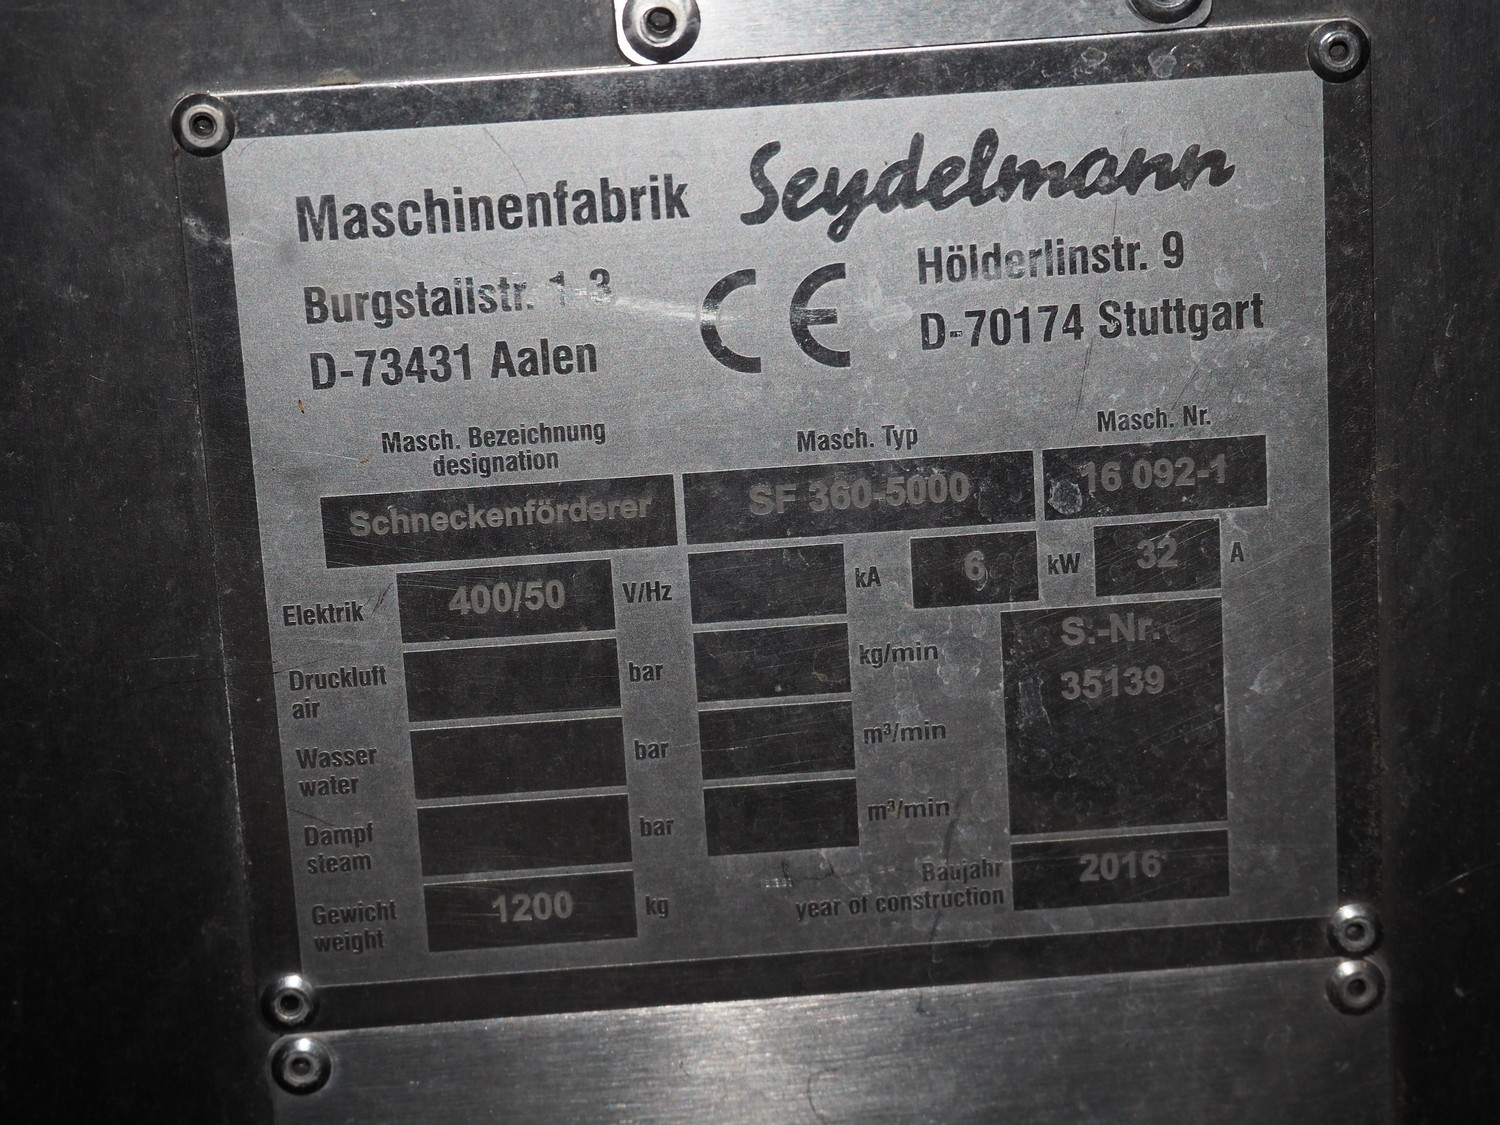 Maschinenfabrik Seydelmann
Burgstallstr. 1-3
D-73431 Aalen
CE
Hölderlinstr. 9
D-70174 Stuttgart
Masch. Bezeichnung
designation
Schneckenförderer
Masch. Typ
SF 360-5000
Masch. Nr.
16 092-1
Elektrik 400/50 V/Hz kA 6 kW 32 A
Druckluft
air
bar kg/min
Wasser
water
bar m³/min
Dampf
steam
bar m³/min
Gewicht
weight
1200 kg
S.-Nr.
35139
Baujahr
year of construction
2016